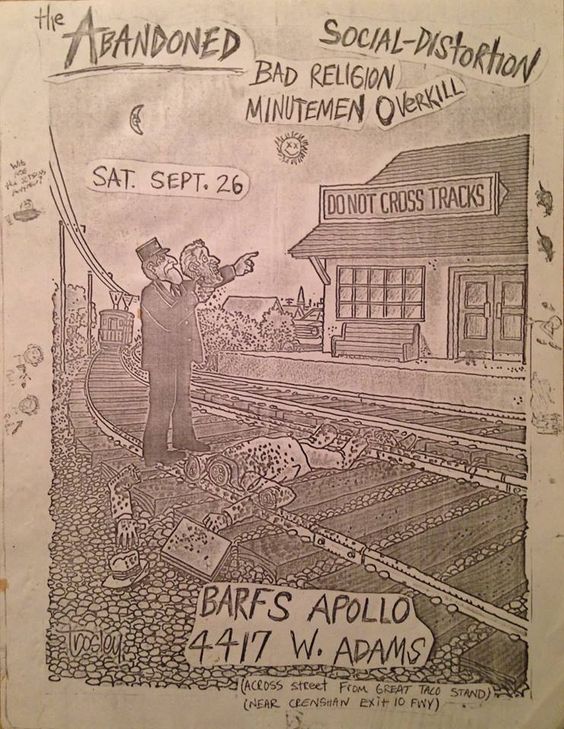 the ABANDONED
SOCIAL-DISTORTION
BAD RELIGION
MINUTEMEN OVERKILL
SAT. SEPT. 26
DO NOT CROSS TRACKS
BARFS APOLLO
4417 W. ADAMS
(ACROSS STREET FROM GREAT TACO STAND)
(NEAR CRENSHAN EXIT 10 FWY)